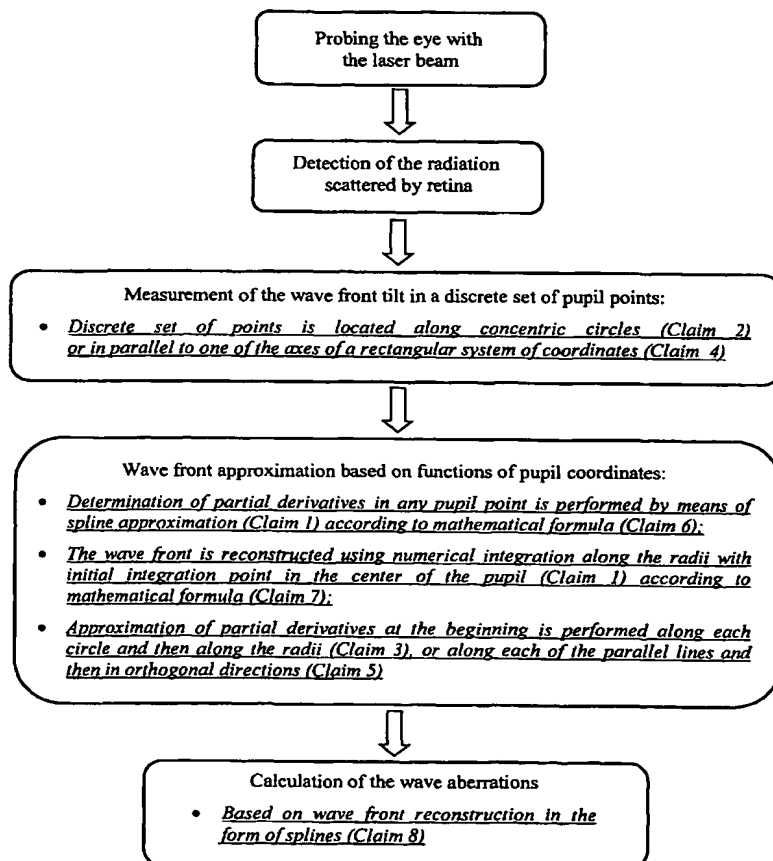 Probing the eye with
the laser beam
Detection of the radiation
scattered by retina
Measurement of the wave front tilt in a discrete set of pupil points:
• Discrete set of points is located along concentric circles (Claim 2)
or in parallel to one of the axes of a rectangular system of coordinates (Claim 4)
Wave front approximation based on functions of pupil coordinates:
• Determination of partial derivatives in any pupil point is performed by means of
spline approximation (Claim 1) according to mathematical formula (Claim 6);
• The wave front is reconstructed using numerical integration along the radii with
initial integration point in the center of the pupil (Claim 1) according to
mathematical formula (Claim 7);
• Approximation of partial derivatives at the beginning is performed along each
circle and then along the radii (Claim 3), or along each of the parallel lines and
then in orthogonal directions (Claim 5)
Calculation of the wave aberrations
• Based on wave front reconstruction in the
form of splines (Claim 8)